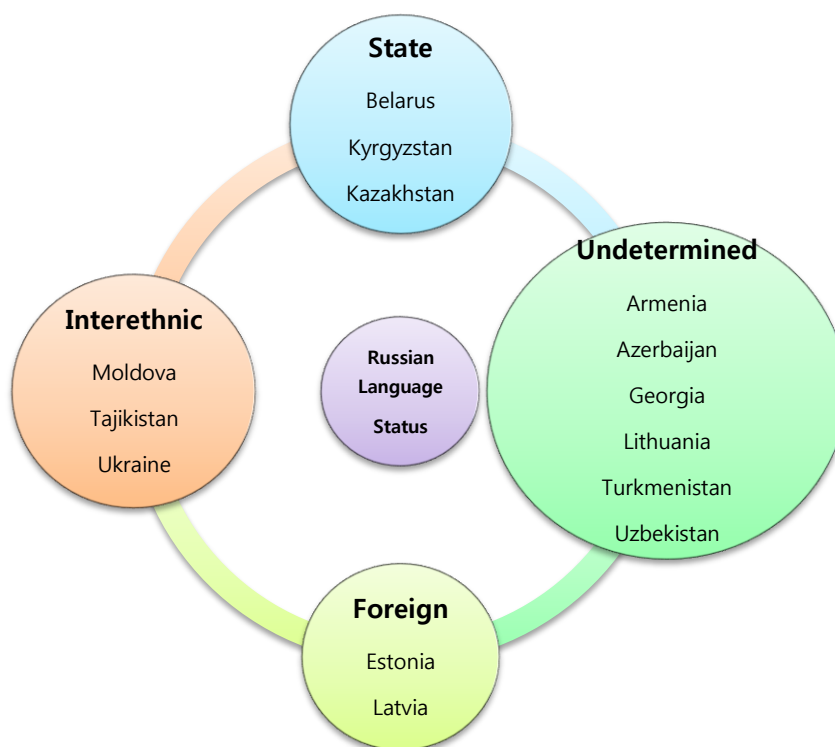 State
Belarus
Kyrgyzstan
Kazakhstan
Undetermined
Armenia
Azerbaijan
Georgia
Lithuania
Turkmenistan
Uzbekistan
Interethnic
Moldova
Tajikistan
Ukraine
Russian
Language
Status
Foreign
Estonia
Latvia